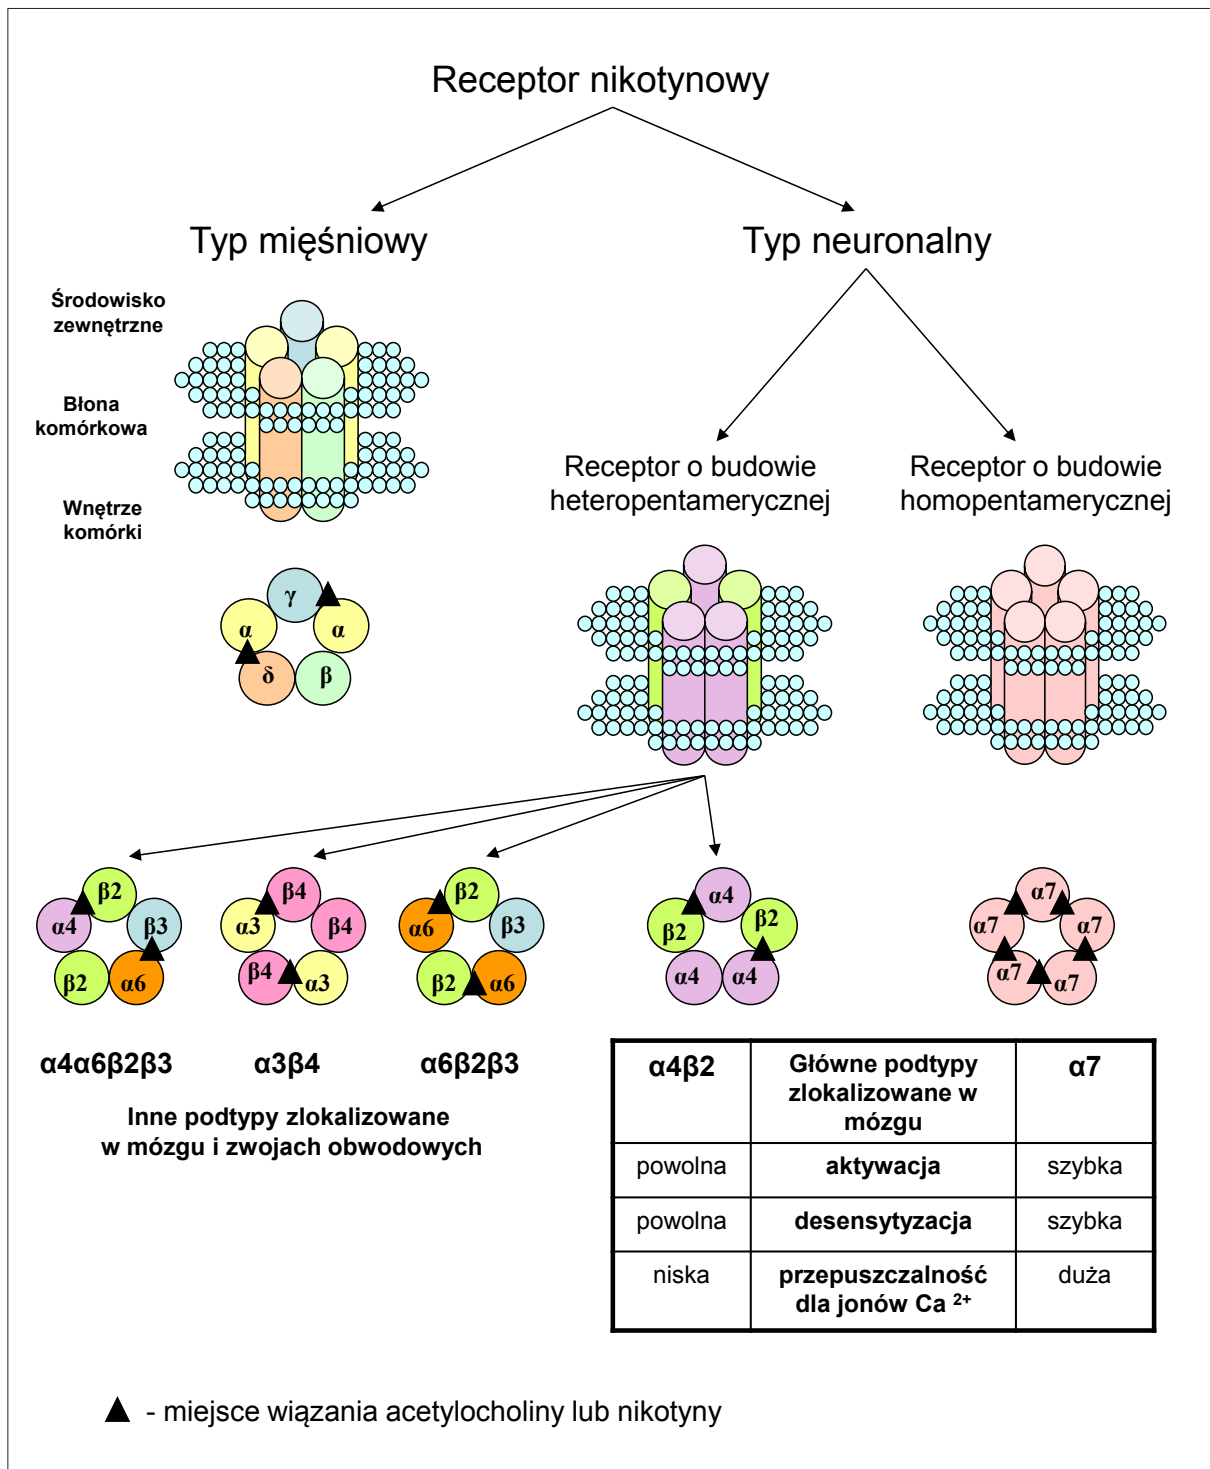 Receptor nikotynowy
Typ mięśniowy
Typ neuronalny
Środowisko
zewnętrzne
Błona
komórkowa
Wnętrze
komórki
Receptor o budowie
heteropentamerycznej
Receptor o budowie
homopentamerycznej
γ
α
α
δ
β
β2
α4
β3
β2
α6
β4
α3
β4
β4
α3
β2
α6
β3
β2
α6
α4
β2
β2
α4
α4
α7
α7
α7
α7
α7
α4α6β2β3
α3β4
α6β2β3
Inne podtypy zlokalizowane
w mózgu i zwojach obwodowych
α4β2
Główne podtypy
zlokalizowane w
mózgu
α7
powolna
aktywacja
szybka
powolna
desensytyzacja
szybka
niska
przepuszczalność
dla jonów Ca 2+
duża
- miejsce wiązania acetylocholiny lub nikotyny